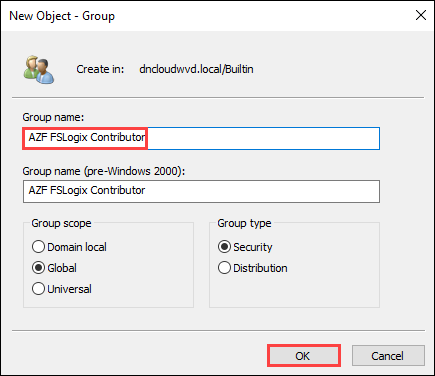 New Object - Group
Create in: dncloudwvd.local/Builtin
Group name:
AZF FSLogix Contributor
Group name (pre-Windows 2000):
AZF FSLogix Contributor
Group scope
Domain local
Global
Universal
Group type
Security
Distribution
OK
Cancel